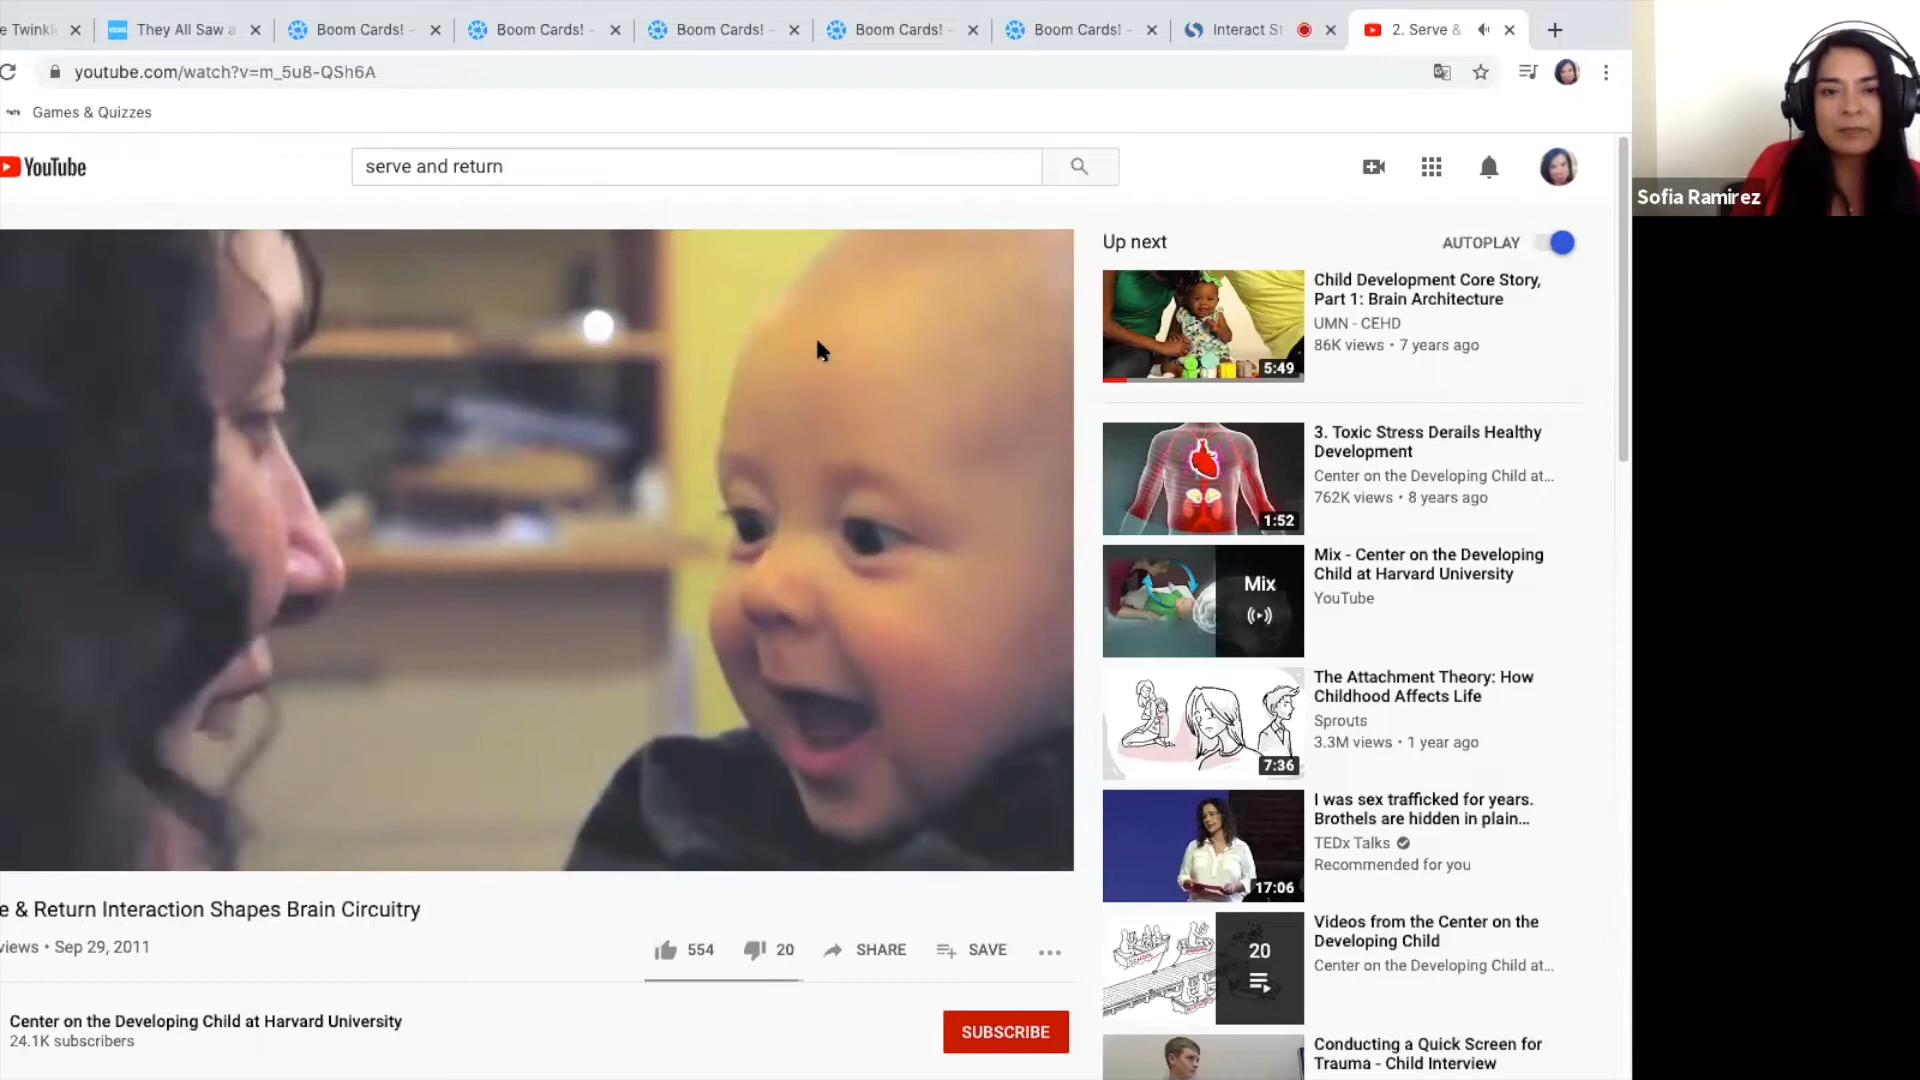 e Twinkl
They All Saw a
Boom Cards! -
Boom Cards! -
Boom Cards! -
Boom Cards! -
Boom Cards! -
Interact St
2. Serve &
youtube.com/watch?v=m_5u8-QSh6A
Games & Quizzes
YouTube
serve and return
Sofia Ramirez
Up next
AUTOPLAY
Child Development Core Story,
Part 1: Brain Architecture
UMN - CEHD
86K views • 7 years ago
5:49
3. Toxic Stress Derails Healthy
Development
Center on the Developing Child at...
762K views • 8 years ago
1:52
Mix - Center on the Developing
Child at Harvard University
YouTube
Mix
The Attachment Theory: How
Childhood Affects Life
Sprouts
3.3M views • 1 year ago
7:36
I was sex trafficked for years.
Brothels are hidden in plain...
TEDx Talks
Recommended for you
17:06
Videos from the Center on the
Developing Child
Center on the Developing Child at...
20
Conducting a Quick Screen for
Trauma - Child Interview
e & Return Interaction Shapes Brain Circuitry
views • Sep 29, 2011
554
20
SHARE
SAVE
Center on the Developing Child at Harvard University
24.1K subscribers
SUBSCRIBE